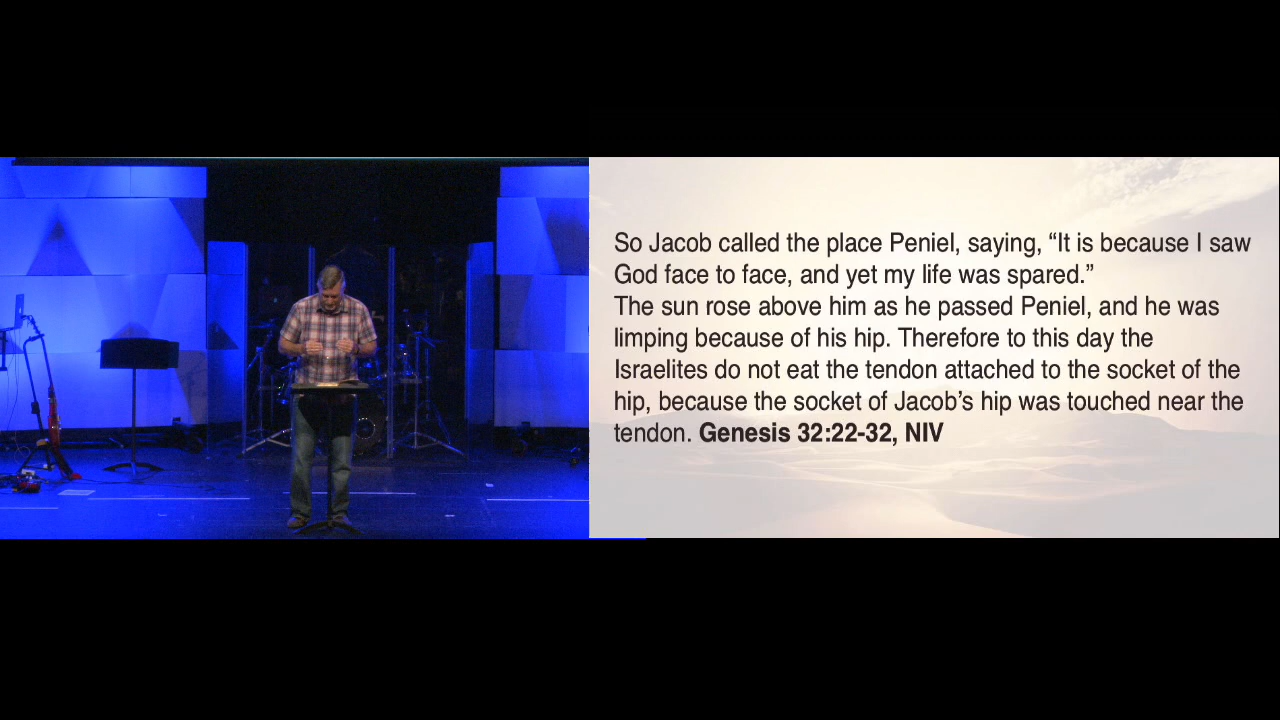 So Jacob called the place Peniel, saying, “It is because I saw
God face to face, and yet my life was spared.”
The sun rose above him as he passed Peniel, and he was
limping because of his hip. Therefore to this day the
Israelites do not eat the tendon attached to the socket of the
hip, because the socket of Jacob’s hip was touched near the
tendon. Genesis 32:22-32, NIV